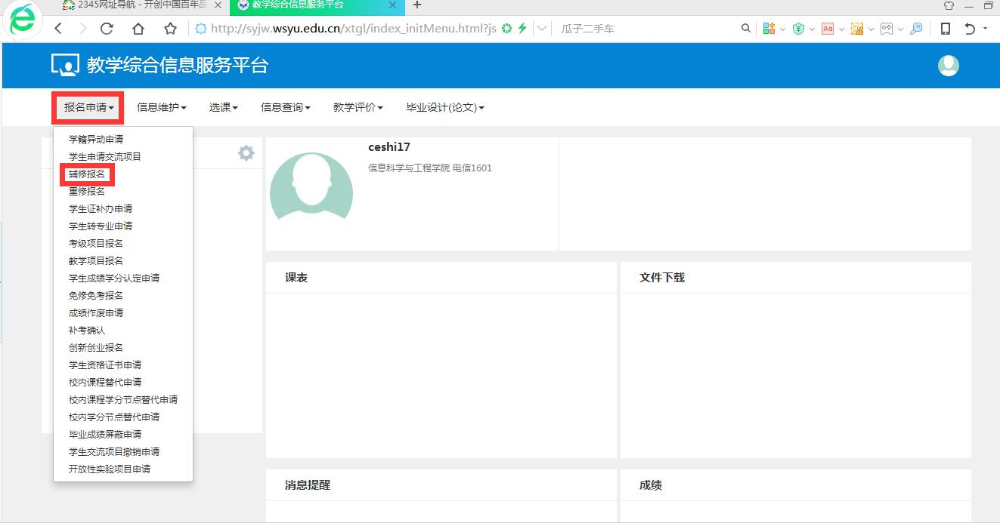 2345网址导航 - 开创中国百年品
教学综合信息服务平台
http://syjw.wsyu.edu.cn/xtgl/index_initMenu.html?js
瓜子二手车
教学综合信息服务平台
报名申请
信息维护
选课
信息查询
教学评价
毕业设计(论文)
学籍异动申请
学生申请交流项目
辅修报名
重修报名
学生证补办申请
学生转专业申请
考级项目报名
教学项目报名
学生成绩学分认定申请
免修免考报名
成绩作废申请
补考确认
创新创业报名
学生资格证书申请
校内课程替代申请
校内课程学分节点替代申请
校内学分节点替代申请
毕业成绩屏蔽申请
学生交流项目撤销申请
开放性实验项目申请
ceshi17
信息科学与工程学院 电信1601
课表
文件下载
消息提醒
成绩